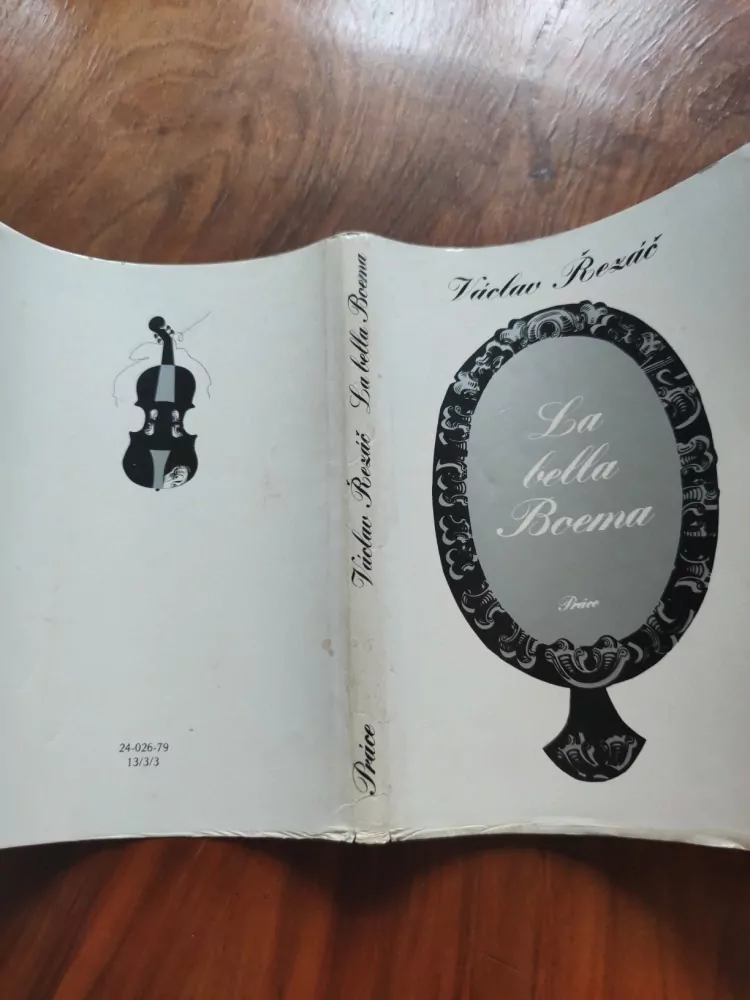 Václav Řezáč
La
bella
Boema
Práce
Václav Řezáč La bella Boema
Práce
24-026-79
13/3/3